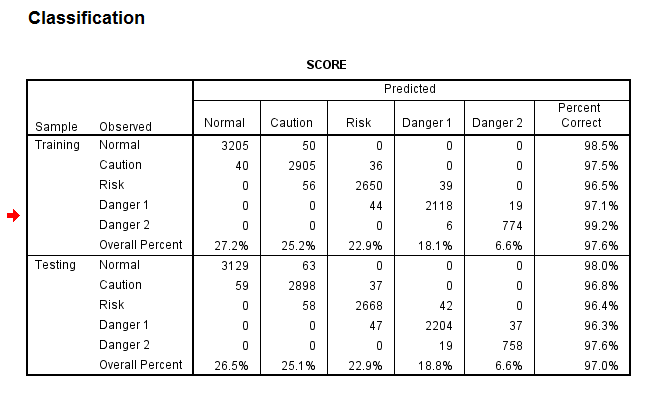 Classification
SCORE
Predicted
Sample Observed Normal Caution Risk Danger 1 Danger 2 Percent Correct
Training Normal 3205 50 0 0 0 98.5%
Caution 40 2905 36 0 0 97.5%
Risk 0 56 2650 39 0 96.5%
Danger 1 0 0 44 2118 19 97.1%
Danger 2 0 0 0 6 774 99.2%
Overall Percent 27.2% 25.2% 22.9% 18.1% 6.6% 97.6%
Testing Normal 3129 63 0 0 0 98.0%
Caution 59 2898 37 0 0 96.8%
Risk 0 58 2668 42 0 96.4%
Danger 1 0 0 47 2204 37 96.3%
Danger 2 0 0 0 19 758 97.6%
Overall Percent 26.5% 25.1% 22.9% 18.8% 6.6% 97.0%